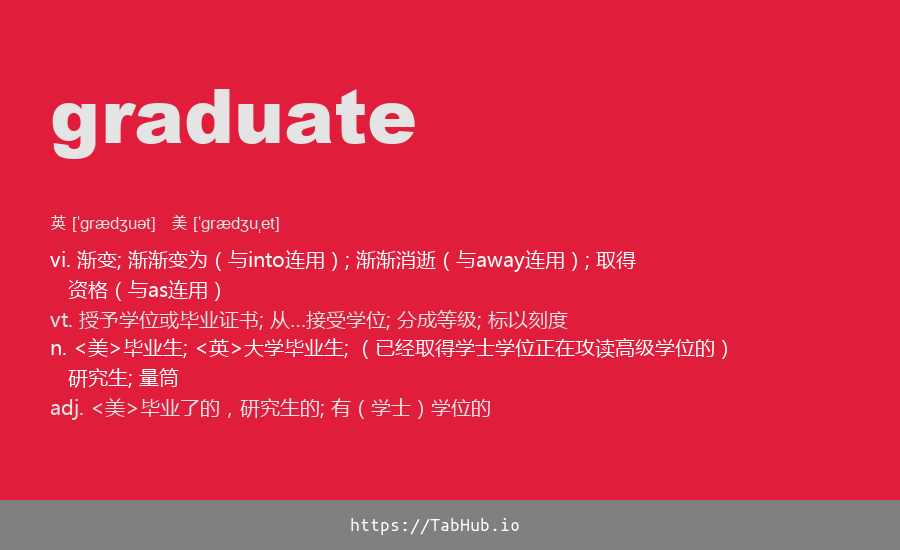 graduate
英 [ˈɡrædʒuət] 美 [ˈɡrædʒuˌet]
vi. 渐变; 渐渐变为（与into连用）; 渐渐消逝（与away连用）; 取得
资格（与as连用）
vt. 授予学位或毕业证书; 从…接受学位; 分成等级; 标以刻度
n. <美>毕业生; <英>大学毕业生; （已经取得学士学位正在攻读高级学位的）
研究生; 量筒
adj. <美>毕业了的，研究生的; 有（学士）学位的
https://TabHub.io